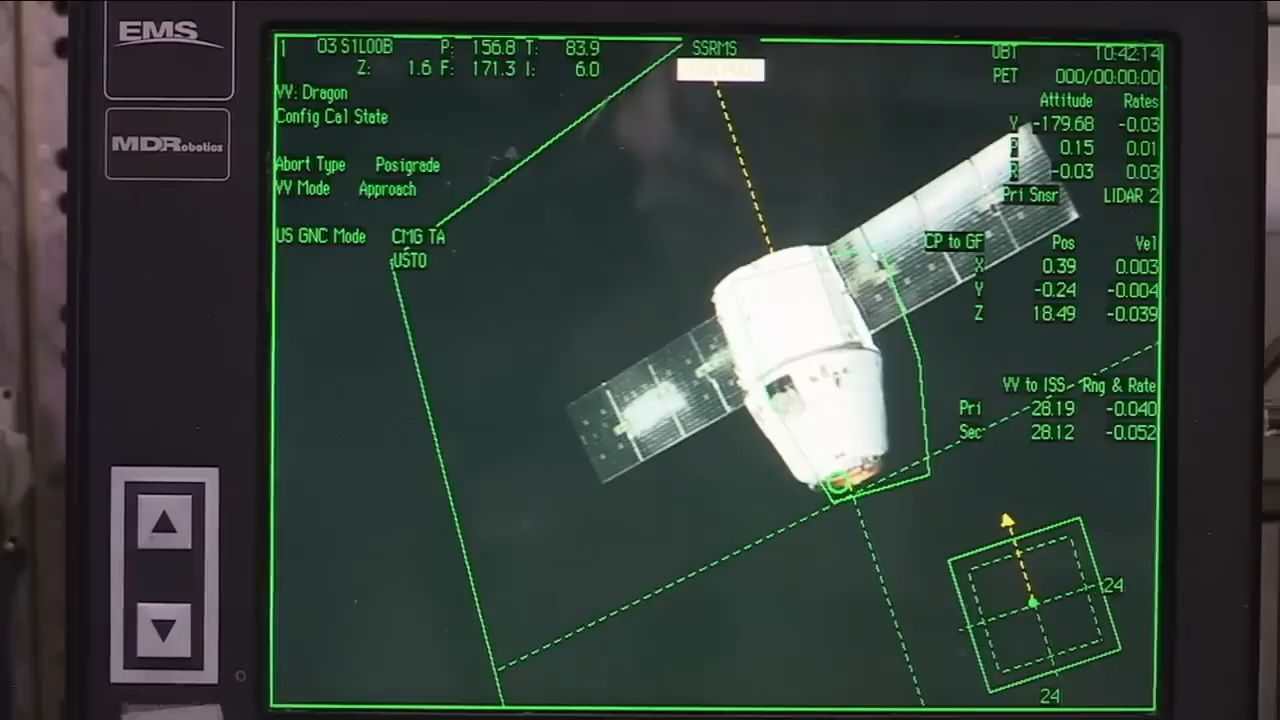 EMS
MDRobotics
1 03 S1L00B P: 156.8 T: 83.9
Z: 1.6 F: 171.3 I: 6.0
VV: Dragon
Config Cal State
Abort Type Posigrade
VV Mode Approach
US GNC Mode CMG TA
USTO
SSRMS
OBT 10:42:14
PET 000/00:00:00
Attitude Rates
Y -179.68 -0.03
P 0.15 0.01
R -0.03 0.03
Pri Snsr LIDAR 2
CP to GF Pos Vel
X 0.39 0.003
Y -0.24 -0.004
Z 18.49 -0.039
VV to ISS Rng & Rate
Pri 28.19 -0.040
Sec 28.12 -0.052
24
24